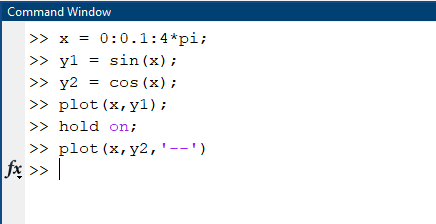 Command Window
>> x = 0:0.1:4*pi;
>> y1 = sin(x);
>> y2 = cos(x);
>> plot(x,y1);
>> hold on;
>> plot(x,y2,'--')
fx >>